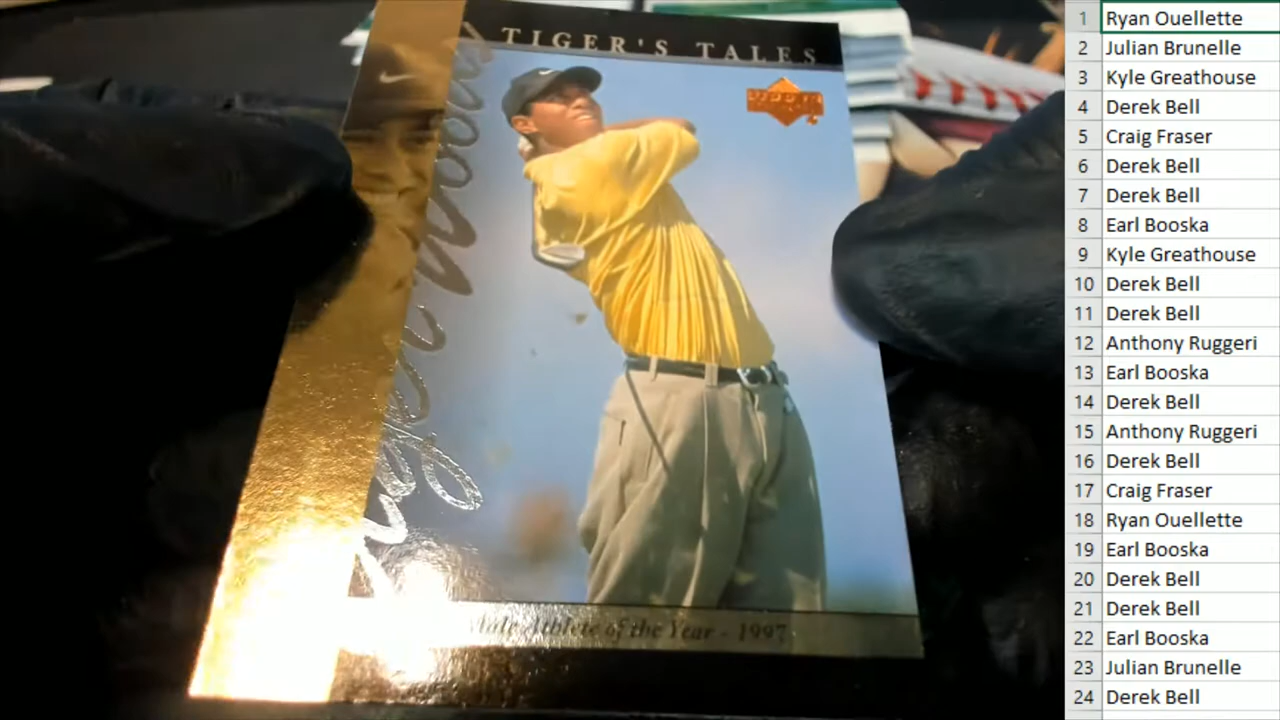 TIGER'S TALES
Tiger Woods
Male Athlete of the Year - 1997
1 Ryan Ouellette
2 Julian Brunelle
3 Kyle Greathouse
4 Derek Bell
5 Craig Fraser
6 Derek Bell
7 Derek Bell
8 Earl Booska
9 Kyle Greathouse
10 Derek Bell
11 Derek Bell
12 Anthony Ruggeri
13 Earl Booska
14 Derek Bell
15 Anthony Ruggeri
16 Derek Bell
17 Craig Fraser
18 Ryan Ouellette
19 Earl Booska
20 Derek Bell
21 Derek Bell
22 Earl Booska
23 Julian Brunelle
24 Derek Bell